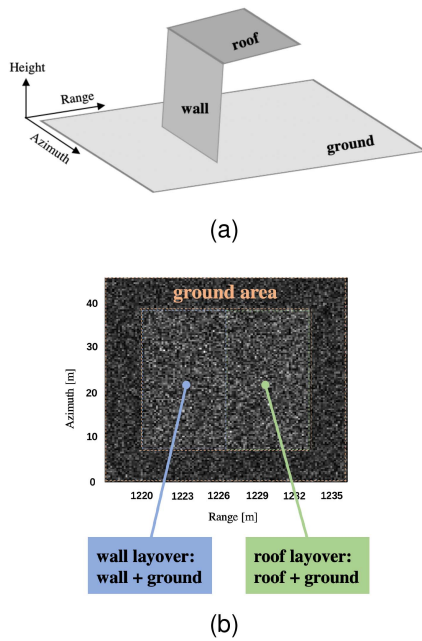 roof
Height
Range
wall
Azimuth
ground
(a)
ground area
40
30
20
10
0
Azimuth [m]
1220 1223 1226 1229 1232 1235
Range [m]
wall layover:
wall + ground
roof layover:
roof + ground
(b)